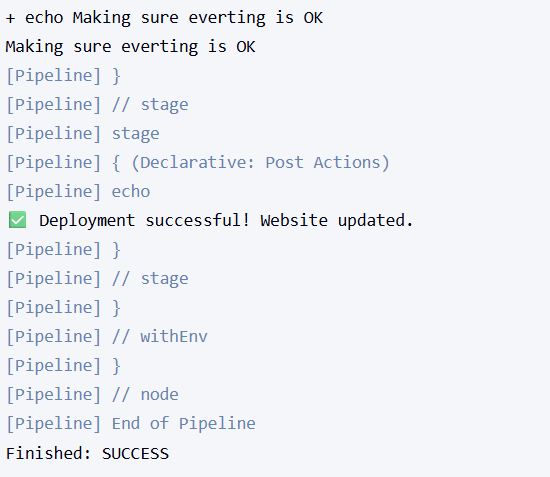 + echo Making sure everting is OK
Making sure everting is OK
[Pipeline] }
[Pipeline] // stage
[Pipeline] stage
[Pipeline] { (Declarative: Post Actions)
[Pipeline] echo
✅ Deployment successful! Website updated.
[Pipeline] }
[Pipeline] // stage
[Pipeline] }
[Pipeline] // withEnv
[Pipeline] }
[Pipeline] // node
[Pipeline] End of Pipeline
Finished: SUCCESS